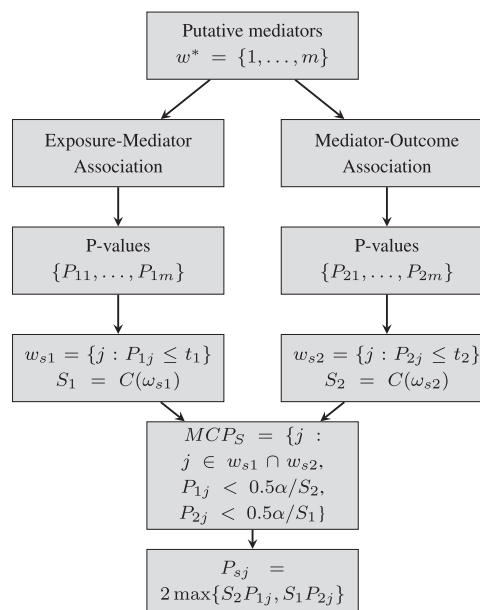 Putative mediators
w* = {1, . . . , m}
Exposure-Mediator
Association
Mediator-Outcome
Association
P-values
{P₁₁, . . . , P₁ₘ}
P-values
{P₂₁, . . . , P₂ₘ}
wₛ₁ = {j : P₁ⱼ ≤ t₁}
S₁ = C(ωₛ₁)
wₛ₂ = {j : P₂ⱼ ≤ t₂}
S₂ = C(ωₛ₂)
MCP_S = {j :
j ∈ wₛ₁ ∩ wₛ₂,
P₁ⱼ < 0.5α/S₂,
P₂ⱼ < 0.5α/S₁}
Pₛⱼ =
2 max{S₂P₁ⱼ, S₁P₂ⱼ}